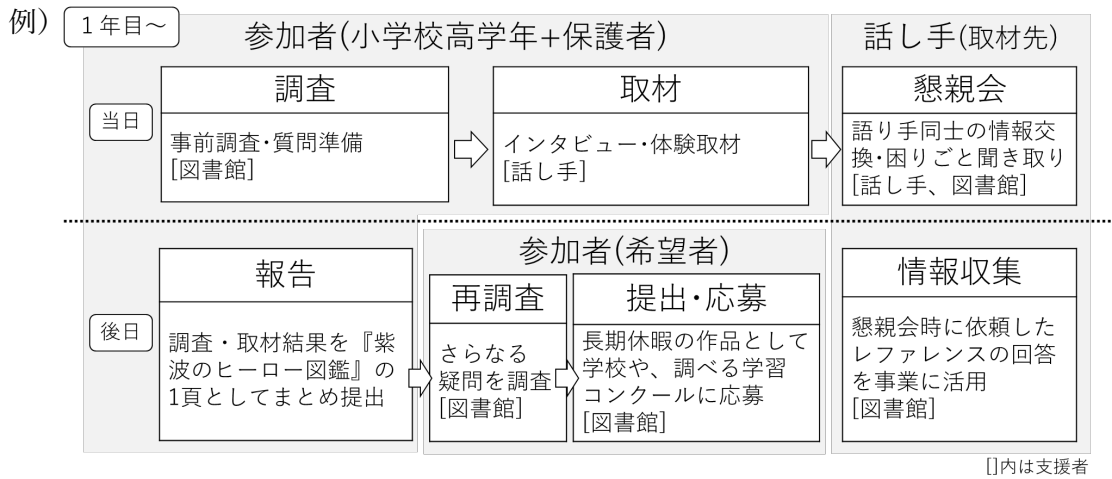 例)
1年目～
参加者(小学校高学年+保護者)
話し手(取材先)
当日
調査
事前調査・質問準備
[図書館]
取材
インタビュー・体験取材
[話し手]
懇親会
語り手同士の情報交
換・困りごと聞き取り
[話し手、図書館]
後日
報告
調査・取材結果を『紫
波のヒーロー図鑑』の
1頁としてまとめ提出
参加者(希望者)
再調査
さらなる
疑問を調査
[図書館]
提出・応募
長期休暇の作品として
学校や、調べる学習
コンクールに応募
[図書館]
情報収集
懇親会時に依頼した
レファレンスの回答
を事業に活用
[図書館]
[]内は支援者